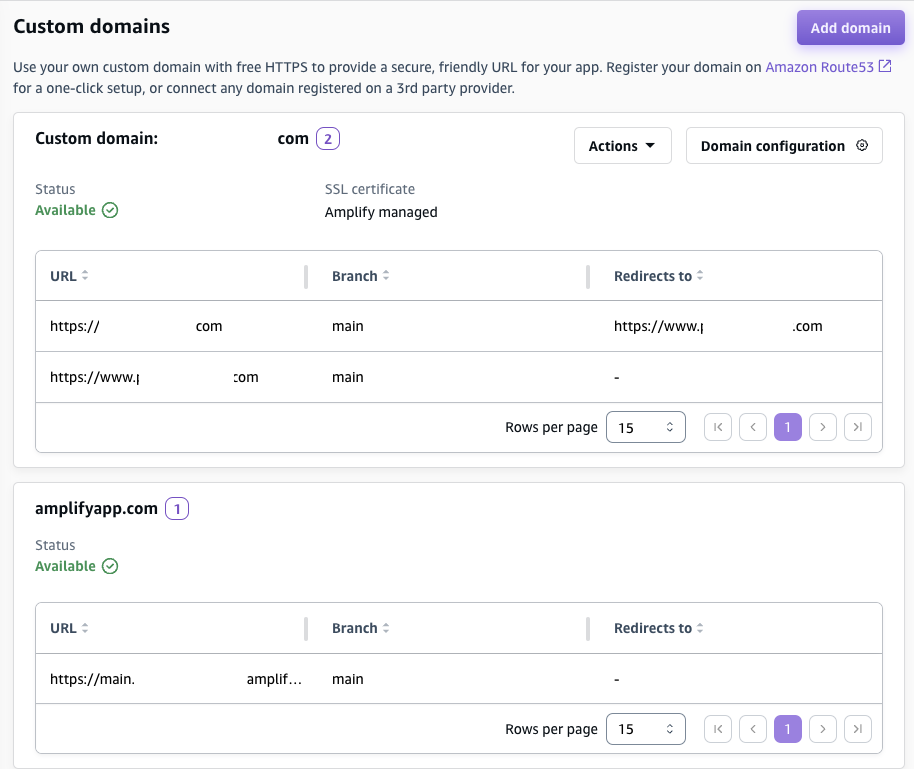 Custom domains
Add domain
Use your own custom domain with free HTTPS to provide a secure, friendly URL for your app. Register your domain on Amazon Route53
for a one-click setup, or connect any domain registered on a 3rd party provider.
Custom domain: com 2
Actions
Domain configuration
Status
Available
SSL certificate
Amplify managed
URL Branch Redirects to
https:// com main https://www. .com
https://www. com main -
Rows per page 15 1
amplifyapp.com 1
Status
Available
URL Branch Redirects to
https://main. amplif... main -
Rows per page 15 1